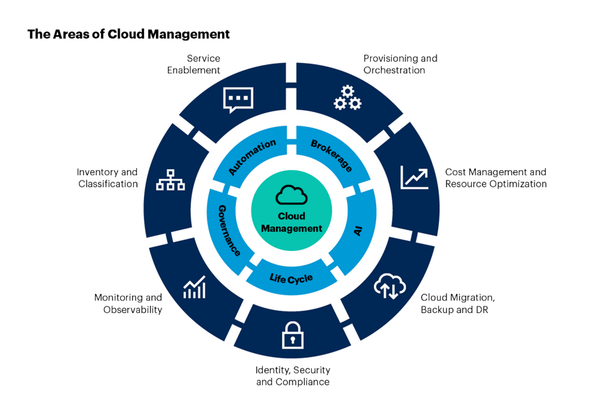 The Areas of Cloud Management
Service
Enablement
Provisioning and
Orchestration
Inventory and
Classification
Cost Management and
Resource Optimization
Monitoring and
Observability
Cloud Migration,
Backup and DR
Identity, Security
and Compliance
Automation
Brokerage
Governance
AI
Life Cycle
Cloud
Management